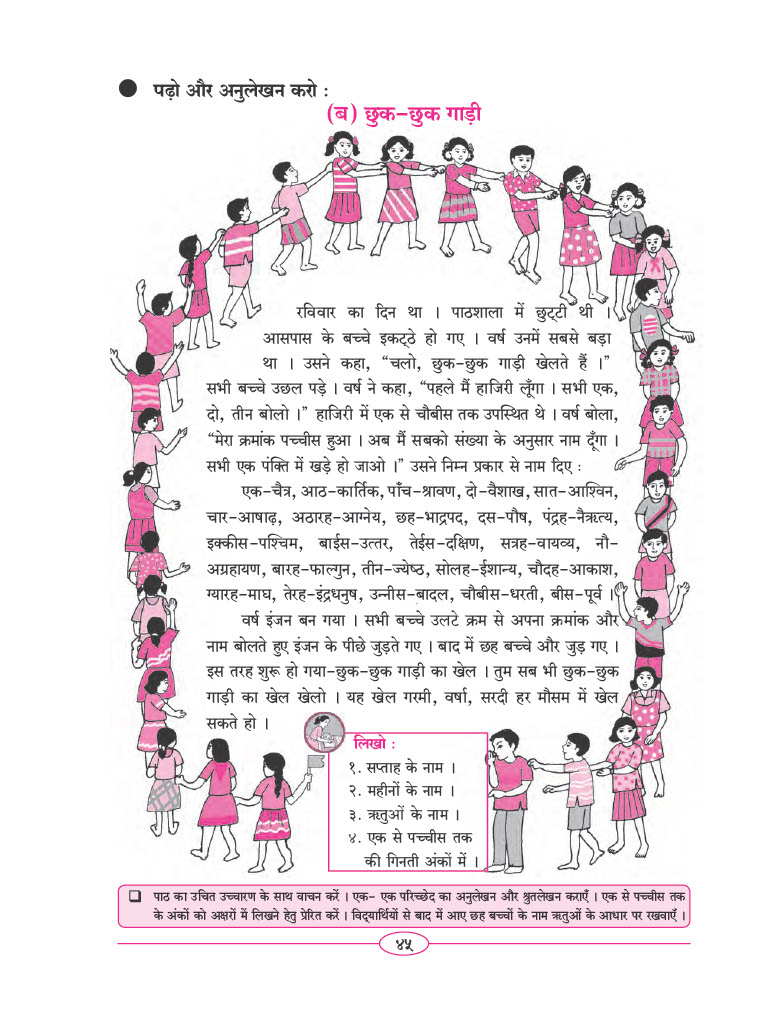 ● पढ़ो और अनुलेखन करो :
(ब) छुक-छुक गाड़ी
रविवार का दिन था । पाठशाला में छुट्टी थी ।
आसपास के बच्चे इकट्ठे हो गए । वर्ष उनमें सबसे बड़ा
था । उसने कहा, “चलो, छुक-छुक गाड़ी खेलते हैं ।”
सभी बच्चे उछल पड़े । वर्ष ने कहा, “पहले मैं हाजिरी लूँगा । सभी एक,
दो, तीन बोलो ।” हाजिरी में एक से चौबीस तक उपस्थित थे । वर्ष बोला,
“मेरा क्रमांक पच्चीस हुआ । अब मैं सबको संख्या के अनुसार नाम दूँगा ।
सभी एक पंक्ति में खड़े हो जाओ ।” उसने निम्न प्रकार से नाम दिए :
एक-चैत्र, आठ-कार्तिक, पाँच-श्रावण, दो-वैशाख, सात-आश्विन,
चार-आषाढ़, अठारह-आग्नेय, छह-भाद्रपद, दस-पौष, पंद्रह-नैऋत्य,
इक्कीस-पश्चिम, बाईस-उत्तर, तेईस-दक्षिण, सत्रह-वायव्य, नौ-
अग्रहायण, बारह-फाल्गुन, तीन-ज्येष्ठ, सोलह-ईशान्य, चौदह-आकाश,
ग्यारह-माघ, तेरह-इंद्रधनुष, उन्नीस-बादल, चौबीस-धरती, बीस-पूर्व ।
वर्ष इंजन बन गया । सभी बच्चे उलटे क्रम से अपना क्रमांक और
नाम बोलते हुए इंजन के पीछे जुड़ते गए । बाद में छह बच्चे और जुड़ गए ।
इस तरह शुरू हो गया-छुक-छुक गाड़ी का खेल । तुम सब भी छुक-छुक
गाड़ी का खेल खेलो । यह खेल गरमी, वर्षा, सरदी हर मौसम में खेल
सकते हो ।
लिखो :
१. सप्ताह के नाम ।
२. महीनों के नाम ।
३. ऋतुओं के नाम ।
४. एक से पच्चीस तक
की गिनती अंकों में ।
❑ पाठ का उचित उच्चारण के साथ वाचन करें । एक- एक परिच्छेद का अनुलेखन और श्रुतलेखन कराएँ । एक से पच्चीस तक
के अंकों को अक्षरों में लिखने हेतु प्रेरित करें । विद्यार्थियों से बाद में आए छह बच्चों के नाम ऋतुओं के आधार पर रखवाएँ ।
४५